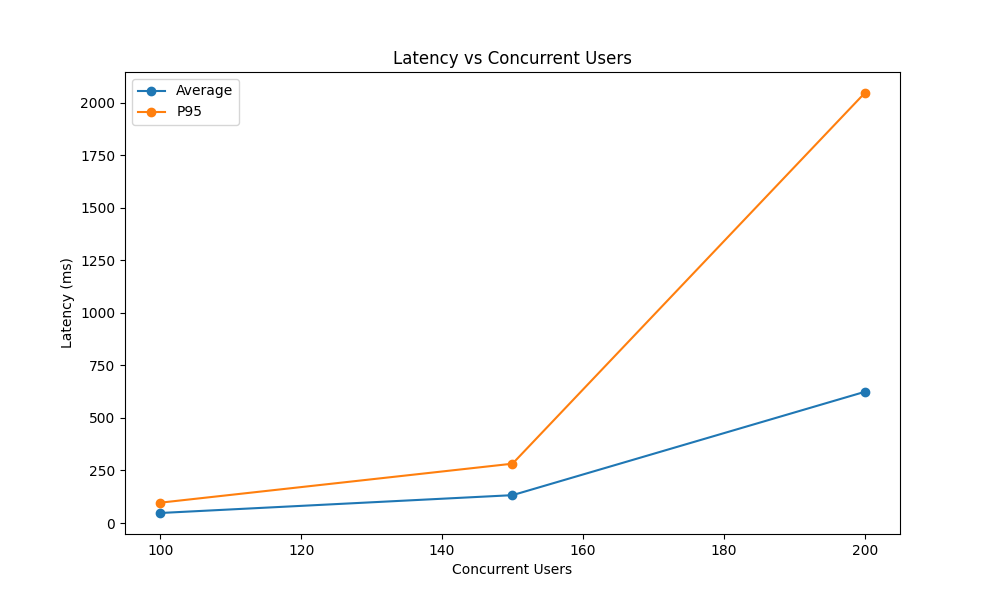 Latency vs Concurrent Users
Average
P95
2000
1750
1500
1250
1000
750
500
250
0
Latency (ms)
100 120 140 160 180 200
Concurrent Users